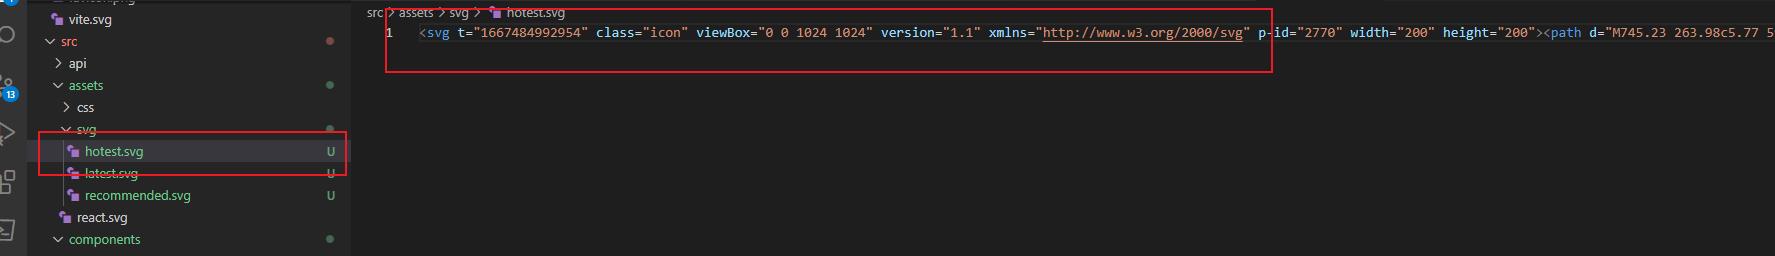 vite.svg
src
api
assets
css
svg
hotest.svg U
latest.svg U
recommended.svg U
react.svg
components
13
src > assets > svg > hotest.svg
1 <svg t="1667484992954" class="icon" viewBox="0 0 1024 1024" version="1.1" xmlns="http://www.w3.org/2000/svg" p-id="2770" width="200" height="200"><path d="M745.23 263.98c5.77 5